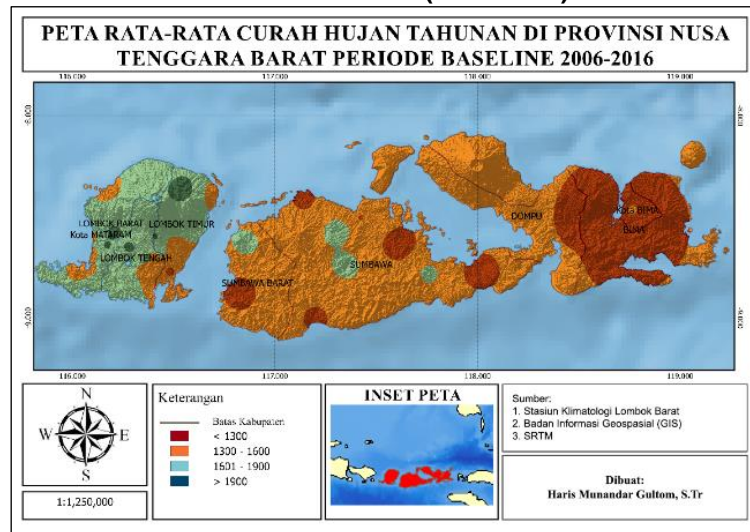 PETA RATA-RATA CURAH HUJAN TAHUNAN DI PROVINSI NUSA
TENGGARA BARAT PERIODE BASELINE 2006-2016
116.000 117.000 118.000 119.000
-9.000
LOMBOK BARAT
LOMBOK TIMUR
Kota MATARAM
LOMBOK TENGAH
SUMBAWA BARAT
SUMBAWA
DOMPU
Kota BIMA
BIMA
116.000 117.000 118.000 119.000
N
W E
S
1:1,250,000
Keterangan
Batas Kabupaten
< 1300
1300 - 1600
1601 - 1900
> 1900
INSET PETA
Sumber:
1. Stasiun Klimatologi Lombok Barat
2. Badan Informasi Geospasial (GIS)
3. SRTM
Dibuat:
Haris Munandar Gultom, S.Tr